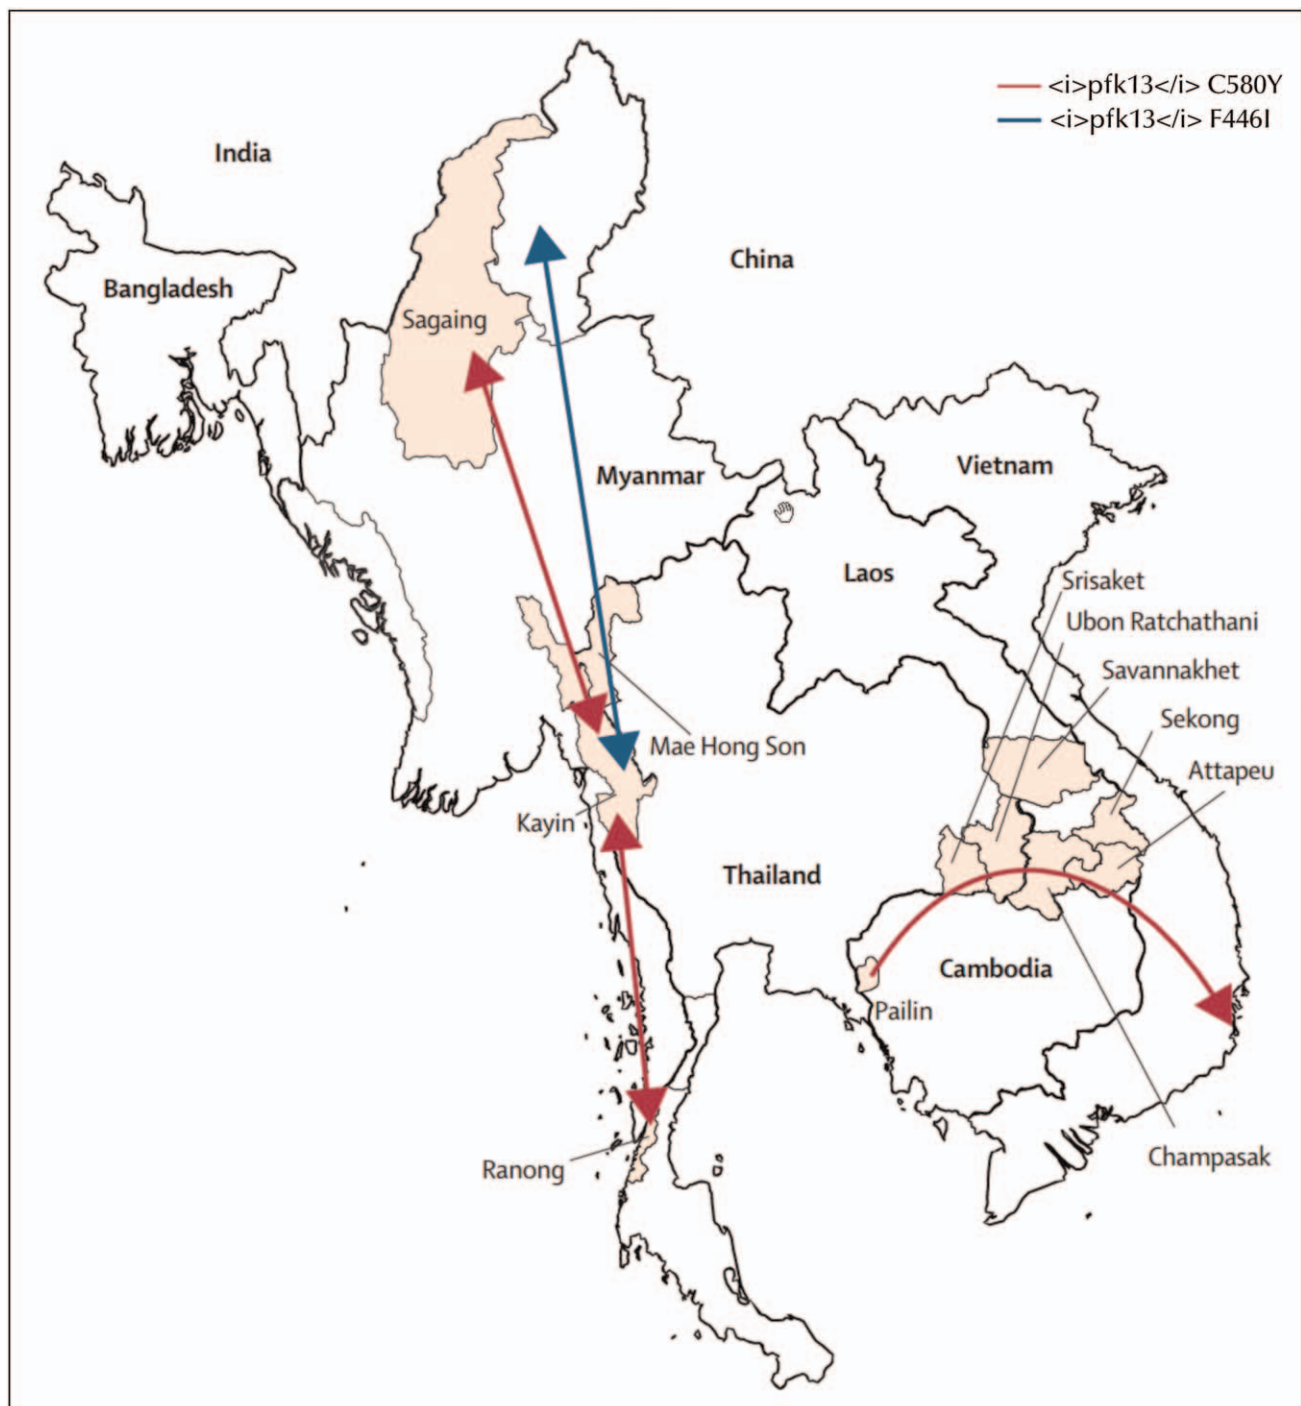 <i>pfk13</i> C580Y
<i>pfk13</i> F446I
India
China
Bangladesh
Sagaing
Myanmar
Vietnam
Laos
Srisaket
Ubon Ratchathani
Savannakhet
Sekong
Mae Hong Son
Attapeu
Kayin
Thailand
Cambodia
Pailin
Champasak
Ranong